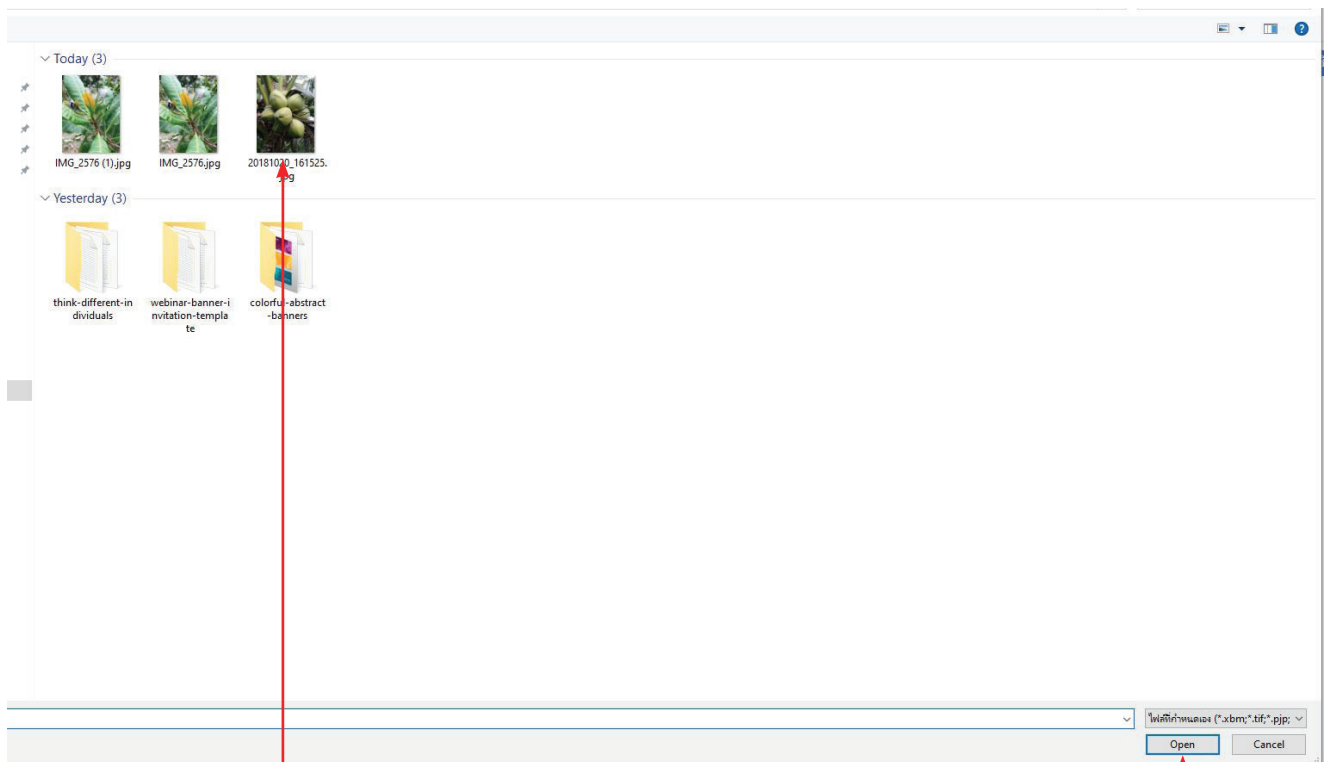 Today (3)
IMG_2576 (1).jpg
IMG_2576.jpg
20181020_161525.
jpg
Yesterday (3)
think-different-in
dividuals
webinar-banner-i
nvitation-templa
te
colorful-abstract
-banners
ไฟล์ที่กำหนดเอง (*.xbm;*.tif;*.pjp;
Open
Cancel